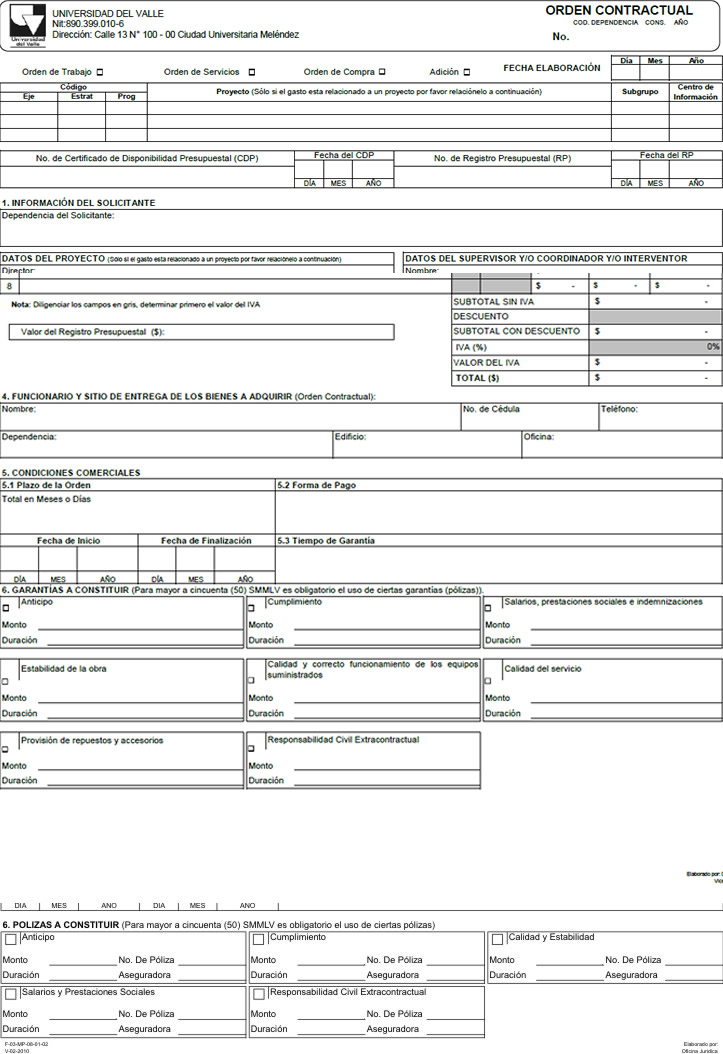 UNIVERSIDAD DEL VALLE
Nit:890.399.010-6
Dirección: Calle 13 N° 100 - 00 Ciudad Universitaria Meléndez
Universidad
del Valle
ORDEN CONTRACTUAL
COD. DEPENDENCIA CONS. AÑO
No.
Orden de Trabajo Orden de Servicios Orden de Compra Adición FECHA ELABORACIÓN Día Mes Año
Código Proyecto (Sólo si el gasto esta relacionado a un proyecto por favor relaciónelo a continuación) Subgrupo Centro de Información
Eje Estrat Prog
No. de Certificado de Disponibilidad Presupuestal (CDP) Fecha del CDP No. de Registro Presupuestal (RP) Fecha del RP
DÍA MES AÑO DÍA MES AÑO
1. INFORMACIÓN DEL SOLICITANTE
Dependencia del Solicitante:
DATOS DEL PROYECTO (Sólo si el gasto esta relacionado a un proyecto por favor relaciónelo a continuación) DATOS DEL SUPERVISOR Y/O COORDINADOR Y/O INTERVENTOR
Director: Nombre:
8 $ - $ - $ -
Nota: Diligenciar los campos en gris, determinar primero el valor del IVA SUBTOTAL SIN IVA $ -
DESCUENTO
Valor del Registro Presupuestal ($): SUBTOTAL CON DESCUENTO $ -
IVA (%) 0%
VALOR DEL IVA $ -
TOTAL ($) $ -
4. FUNCIONARIO Y SITIO DE ENTREGA DE LOS BIENES A ADQUIRIR (Orden Contractual):
Nombre: No. de Cédula Teléfono:
Dependencia: Edificio: Oficina:
5. CONDICIONES COMERCIALES
5.1 Plazo de la Orden 5.2 Forma de Pago
Total en Meses o Días
Fecha de Inicio Fecha de Finalización 5.3 Tiempo de Garantía
DÍA MES AÑO DÍA MES AÑO
6. GARANTÍAS A CONSTITUIR (Para mayor a cincuenta (50) SMMLV es obligatorio el uso de ciertas garantías (pólizas)).
Anticipo Cumplimiento Salarios, prestaciones sociales e indemnizaciones
Monto Monto Monto
Duración Duración Duración
Estabilidad de la obra Calidad y correcto funcionamiento de los equipos suministrados Calidad del servicio
Monto Monto Monto
Duración Duración Duración
Provisión de repuestos y accesorios Responsabilidad Civil Extracontractual
Monto Monto
Duración Duración
Elaborado por:
DIA MES ANO DIA MES ANO
6. POLIZAS A CONSTITUIR (Para mayor a cincuenta (50) SMMLV es obligatorio el uso de ciertas pólizas)
Anticipo Cumplimiento Calidad y Estabilidad
Monto No. De Póliza Monto No. De Póliza Monto No. De Póliza
Duración Aseguradora Duración Aseguradora Duración Aseguradora
Salarios y Prestaciones Sociales Responsabilidad Civil Extracontractual
Monto No. De Póliza Monto No. De Póliza
Duración Aseguradora Duración Aseguradora
F-03-MP-08-01-02 Elaborado por:
V-02-2010 Oficina Jurídica